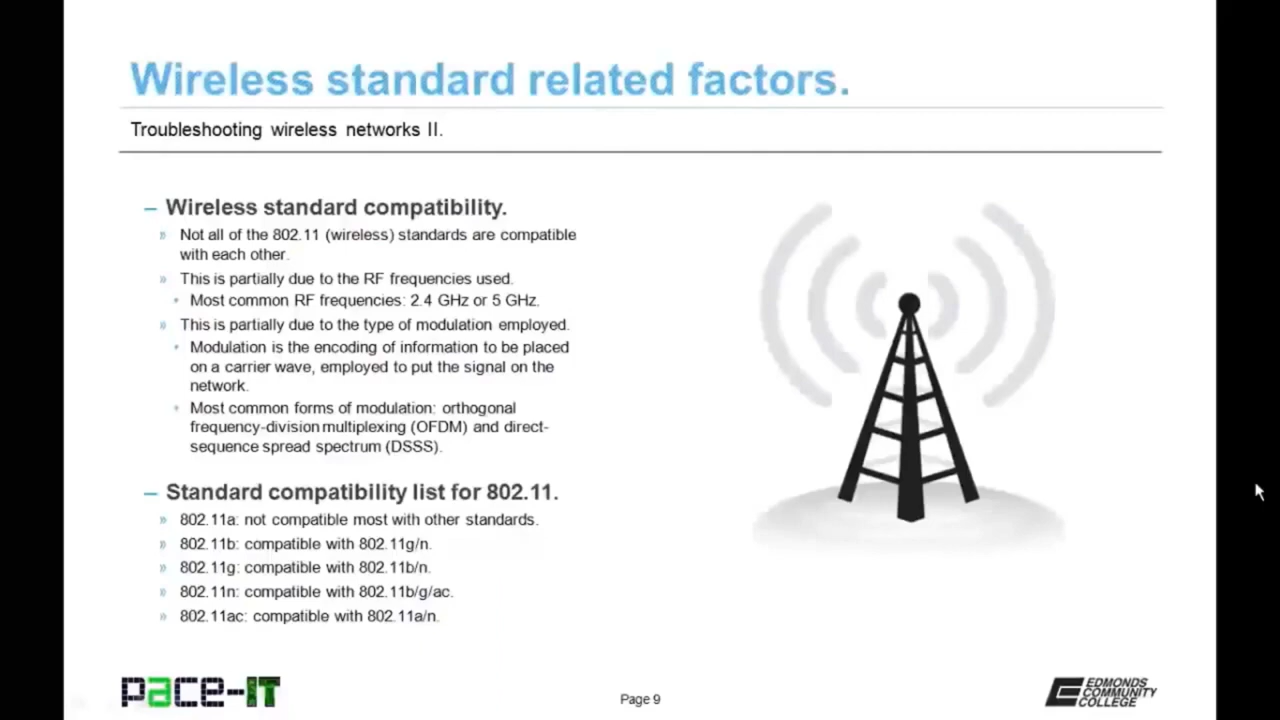 Wireless standard related factors.
Troubleshooting wireless networks II.
– Wireless standard compatibility.
» Not all of the 802.11 (wireless) standards are compatible
with each other.
» This is partially due to the RF frequencies used.
• Most common RF frequencies: 2.4 GHz or 5 GHz.
» This is partially due to the type of modulation employed.
• Modulation is the encoding of information to be placed
on a carrier wave, employed to put the signal on the
network.
• Most common forms of modulation: orthogonal
frequency-division multiplexing (OFDM) and direct-
sequence spread spectrum (DSSS).
– Standard compatibility list for 802.11.
» 802.11a: not compatible most with other standards.
» 802.11b: compatible with 802.11g/n.
» 802.11g: compatible with 802.11b/n.
» 802.11n: compatible with 802.11b/g/ac.
» 802.11ac: compatible with 802.11a/n.
pace-IT
Page 9
EDMONDS
COMMUNITY
COLLEGE